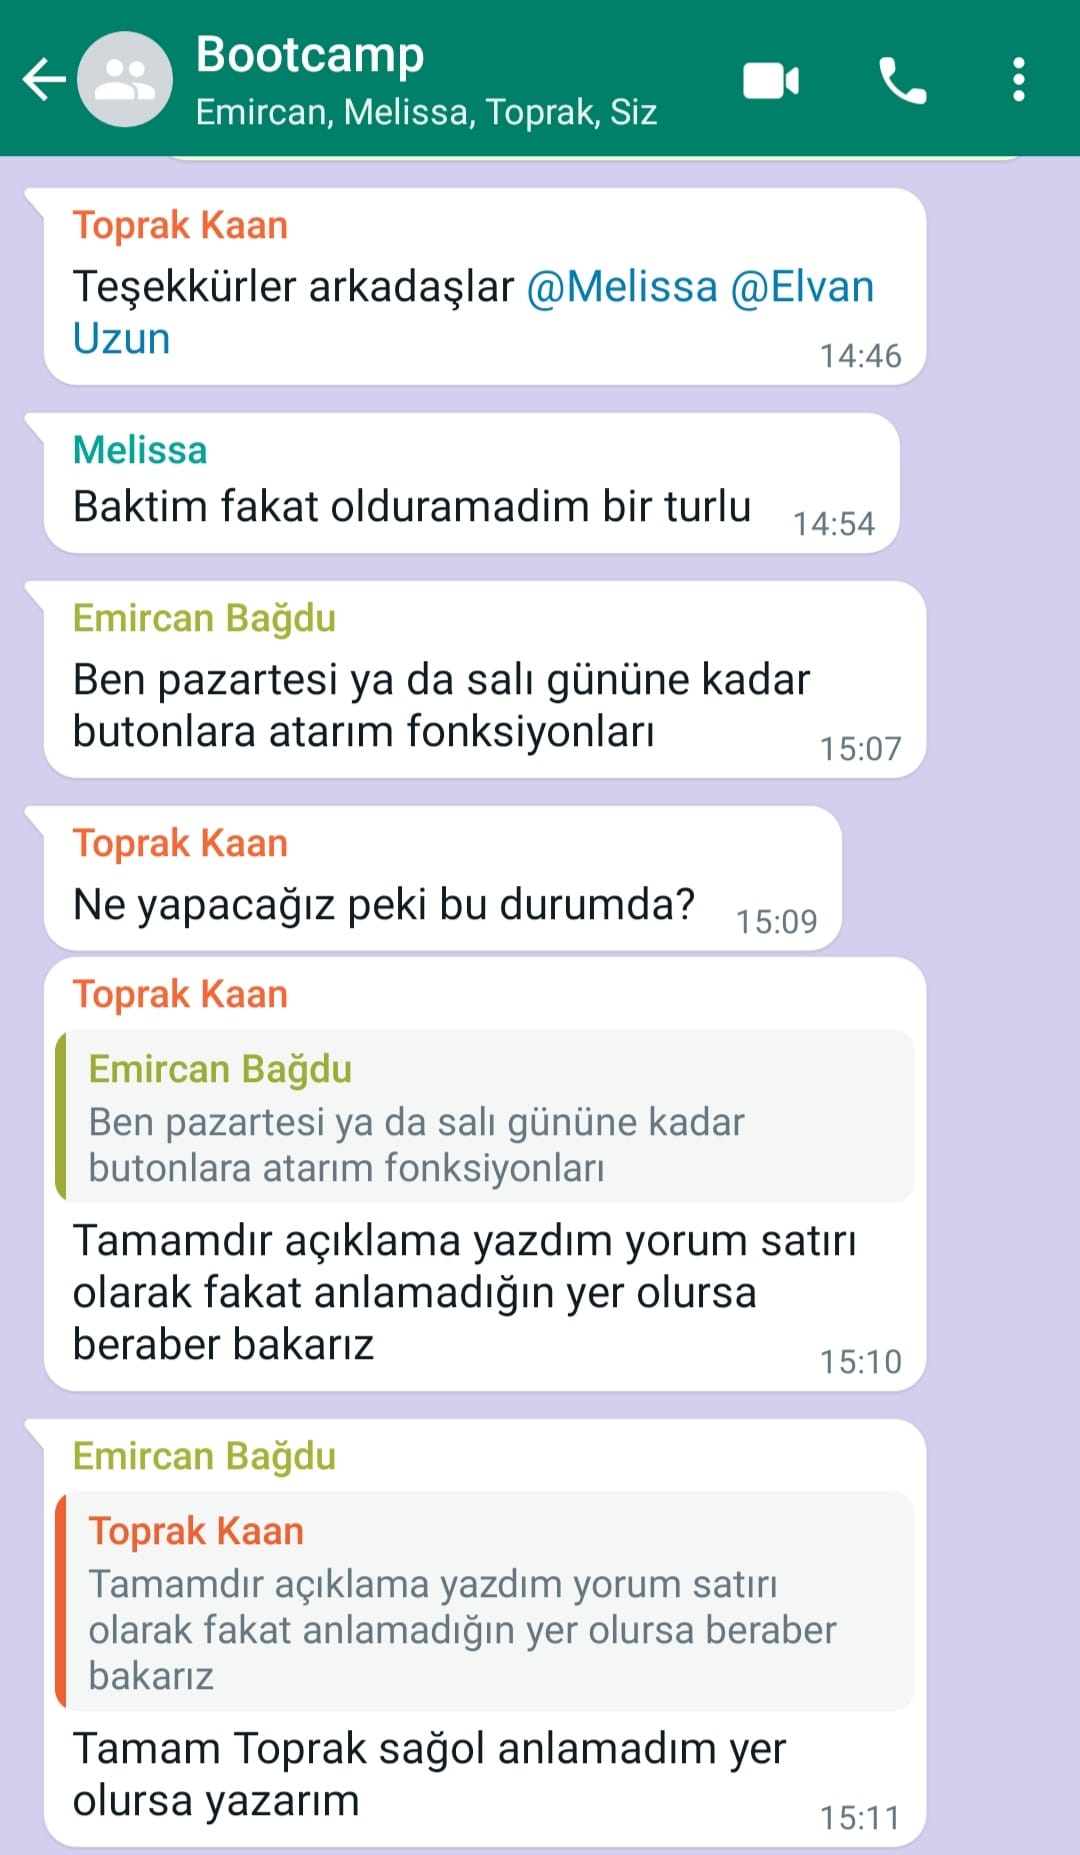 Bootcamp
Emircan, Melissa, Toprak, Siz
Toprak Kaan
Teşekkürler arkadaşlar @Melissa @Elvan
Uzun
14:46
Melissa
Baktim fakat olduramadim bir turlu
14:54
Emircan Bağdu
Ben pazartesi ya da salı gününe kadar
butonlara atarım fonksiyonları
15:07
Toprak Kaan
Ne yapacağız peki bu durumda?
15:09
Toprak Kaan
Emircan Bağdu
Ben pazartesi ya da salı gününe kadar
butonlara atarım fonksiyonları
Tamamdır açıklama yazdım yorum satırı
olarak fakat anlamadığın yer olursa
beraber bakarız
15:10
Emircan Bağdu
Toprak Kaan
Tamamdır açıklama yazdım yorum satırı
olarak fakat anlamadığın yer olursa beraber
bakarız
Tamam Toprak sağol anlamadım yer
olursa yazarım
15:11